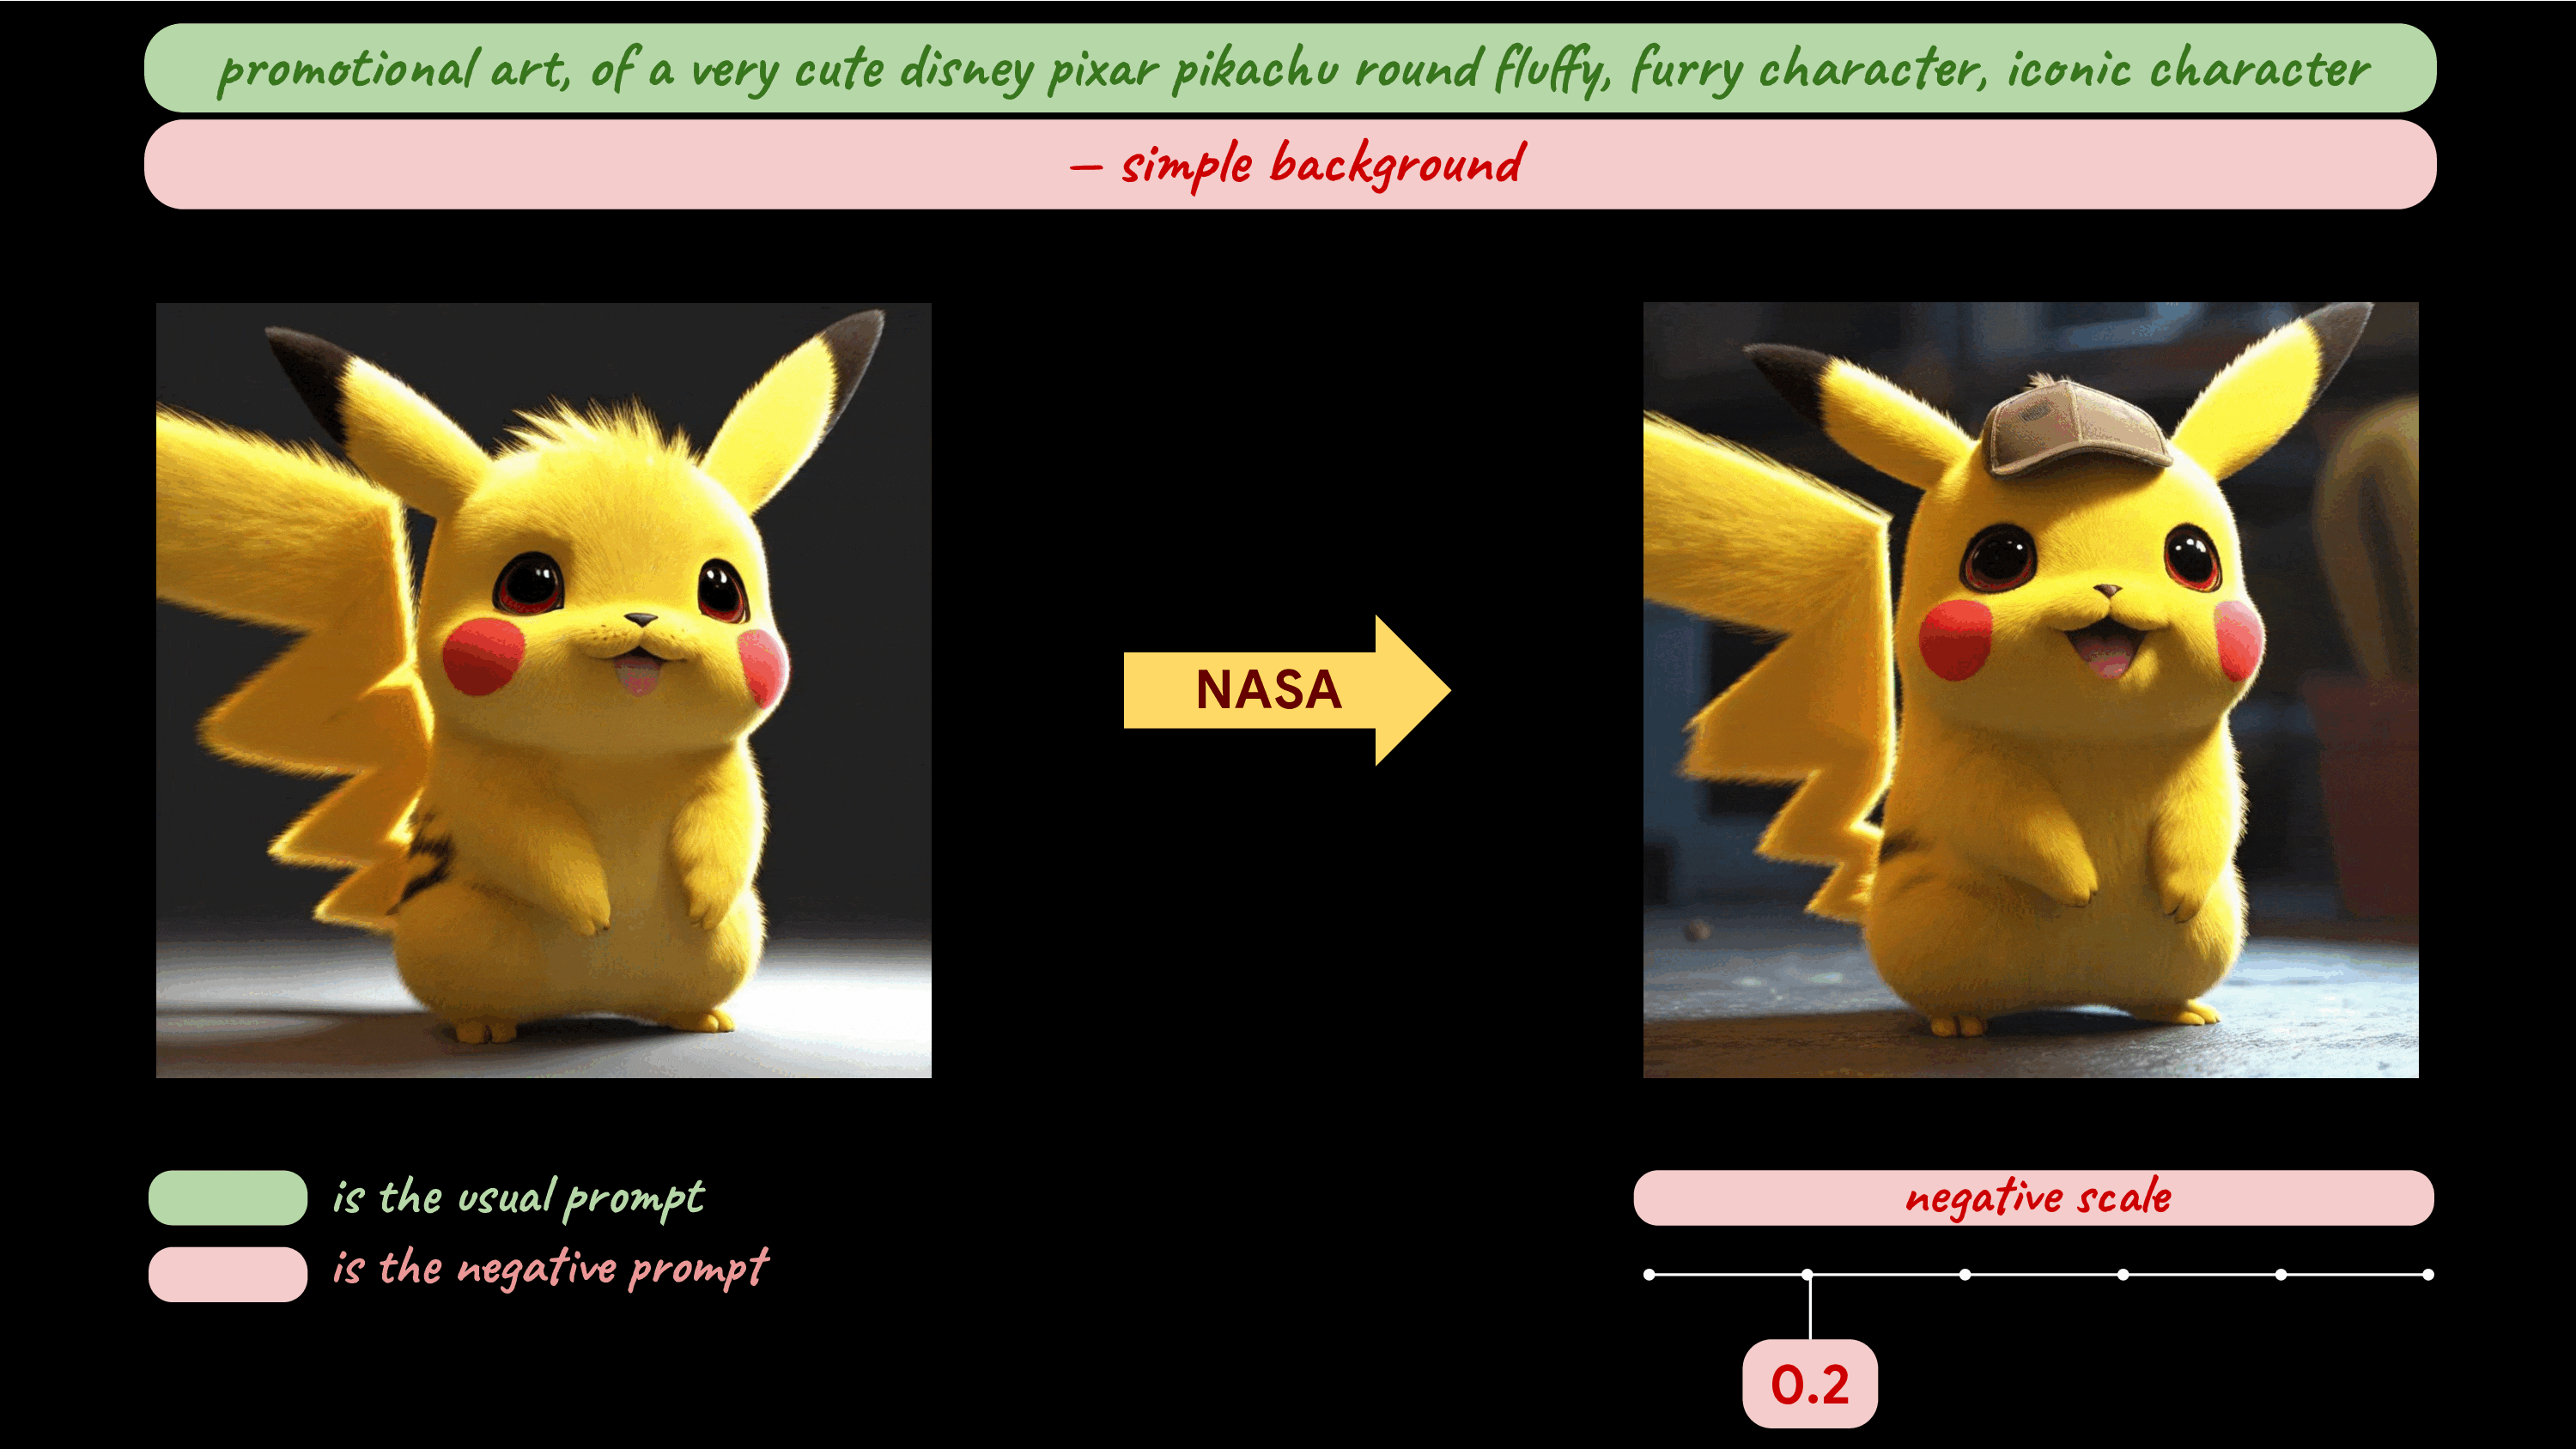 promotional art, of a very cute disney pixar pikachu round fluffy, furry character, iconic character
– simple background
NASA
is the usual prompt
is the negative prompt
negative scale
0.2